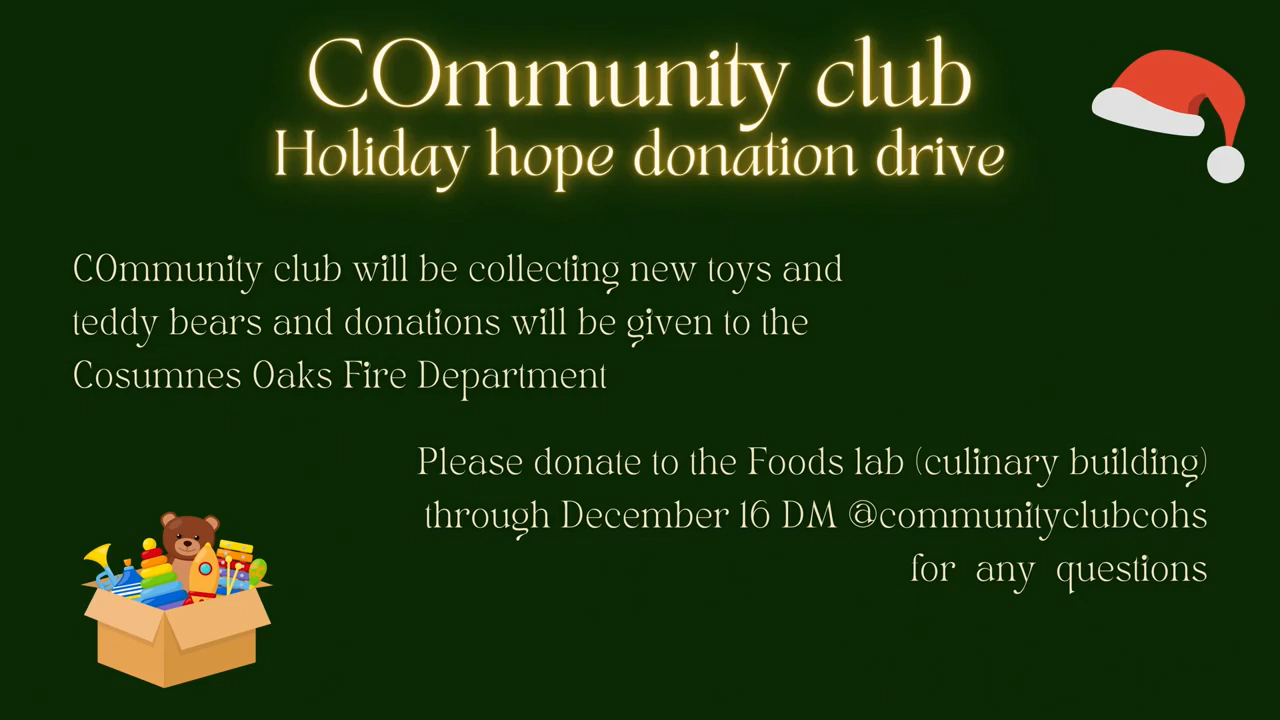 COmmunity club
Holiday hope donation drive
COmmunity club will be collecting new toys and
teddy bears and donations will be given to the
Cosumnes Oaks Fire Department
Please donate to the Foods lab (culinary building)
through December 16 DM @communityclubcohs
for any questions